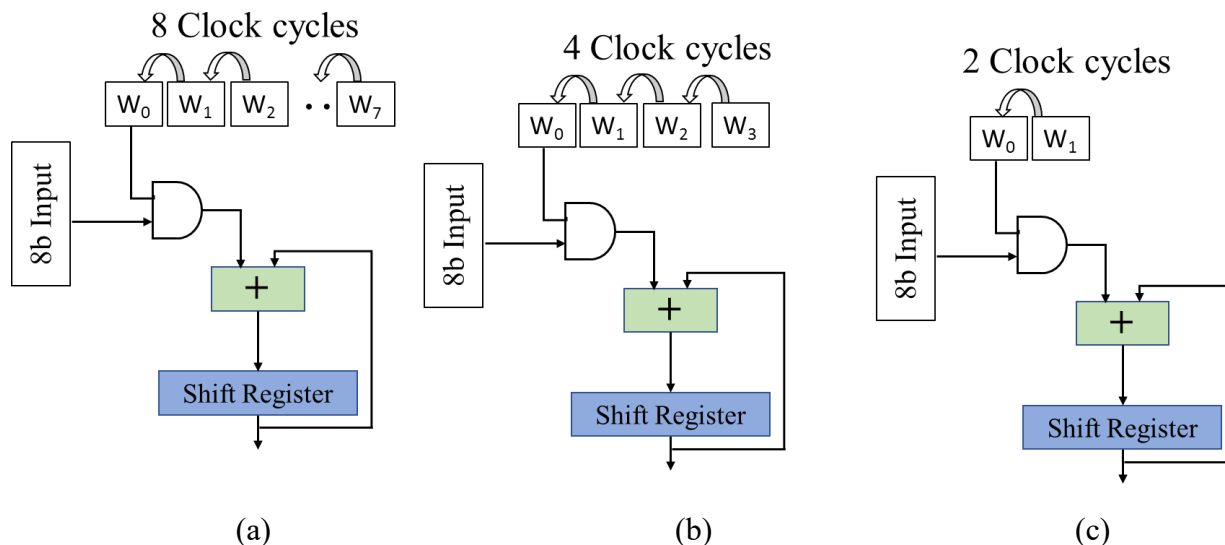 8 Clock cycles
W0 W1 W2 .. W7
8b Input
+
Shift Register
(a)
4 Clock cycles
W0 W1 W2 W3
8b Input
+
Shift Register
(b)
2 Clock cycles
W0 W1
8b Input
+
Shift Register
(c)